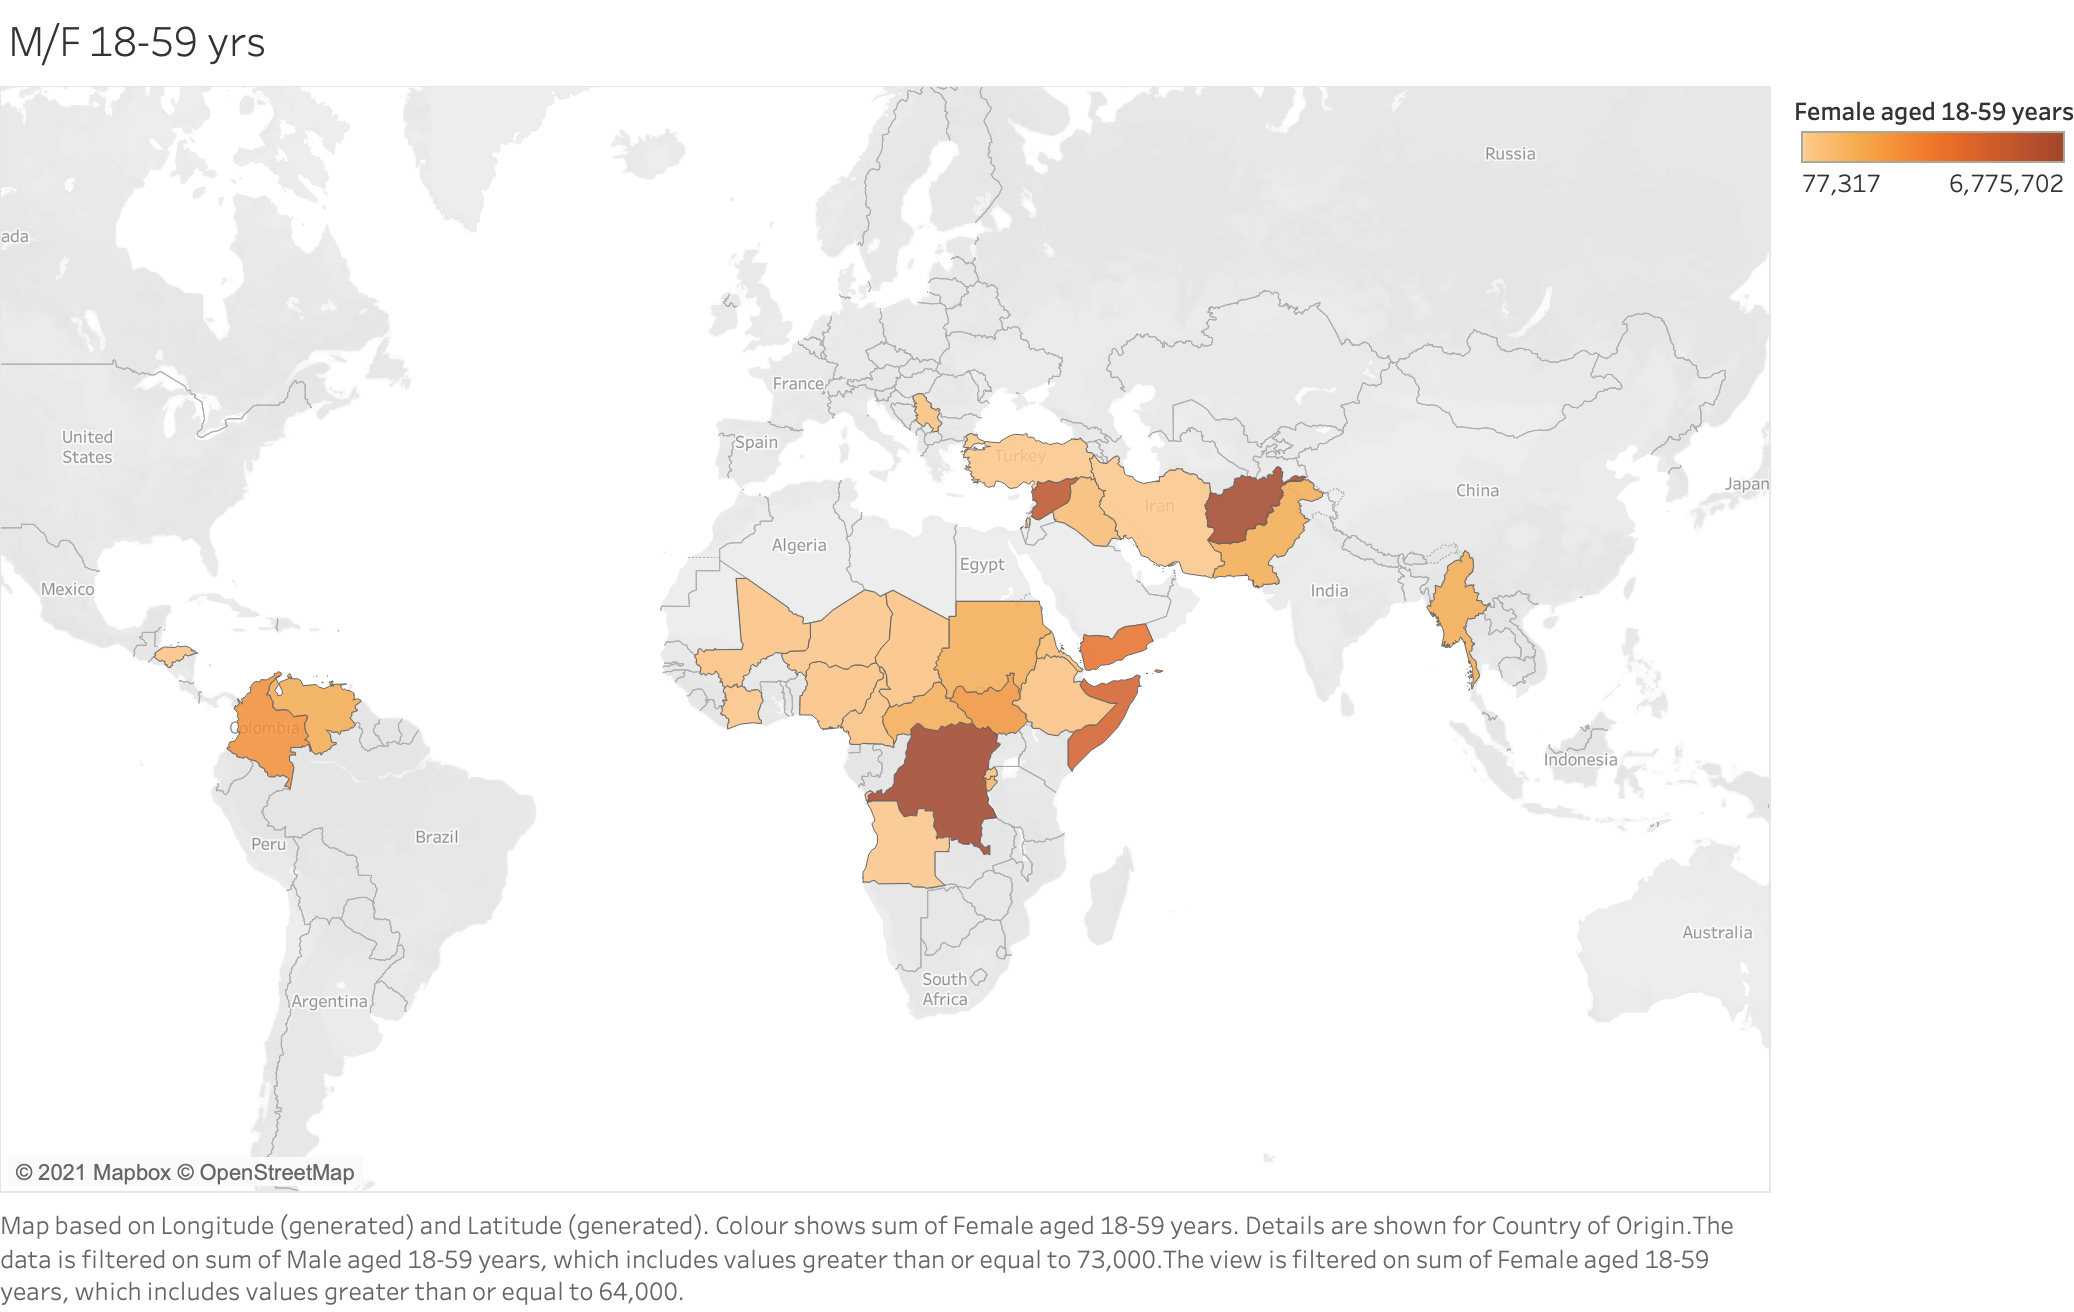 M/F 18-59 yrs
Female aged 18-59 years
77,317 6,775,702
Russia
ada
France
United
States
Spain
Turkey
China
Japan
Iran
Algeria
Egypt
India
Mexico
Colombia
Indonesia
Peru
Brazil
Australia
South
Africa
Argentina
© 2021 Mapbox © OpenStreetMap
Map based on Longitude (generated) and Latitude (generated). Colour shows sum of Female aged 18-59 years. Details are shown for Country of Origin.The
data is filtered on sum of Male aged 18-59 years, which includes values greater than or equal to 73,000.The view is filtered on sum of Female aged 18-59
years, which includes values greater than or equal to 64,000.